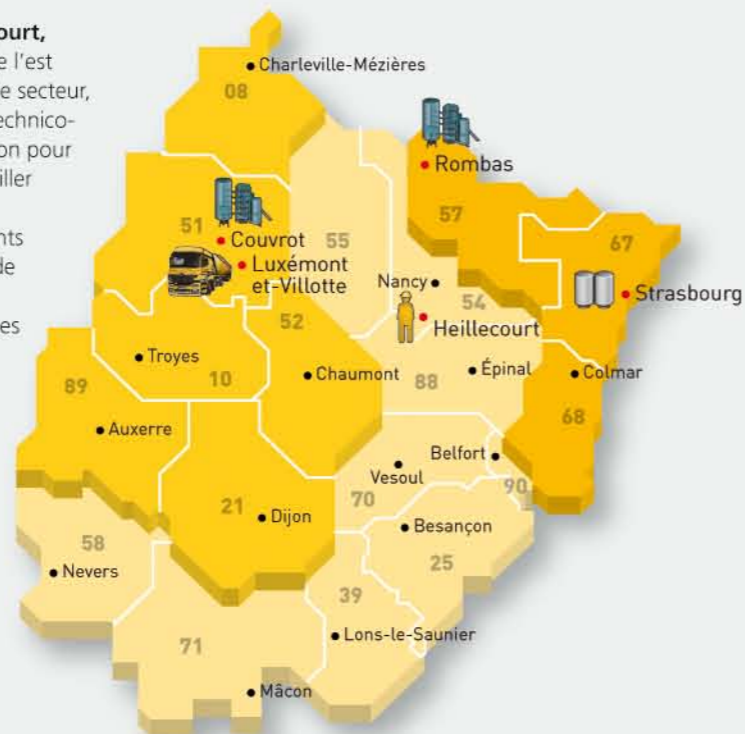 ourt,
e l'est
e secteur,
echnico-
on pour
iller
nts
de
es
Charleville-Mézières
08
Rombas
57
51
Couvrot
55
67
Luxémont
et-Villotte
Nancy
54
Strasbourg
Heillecourt
52
Troyes
10
Chaumont
88
Épinal
Colmar
89
68
Auxerre
Belfort
Vesoul
70
90
21
Dijon
Besançon
58
25
Nevers
39
Lons-le-Saunier
71
Mâcon